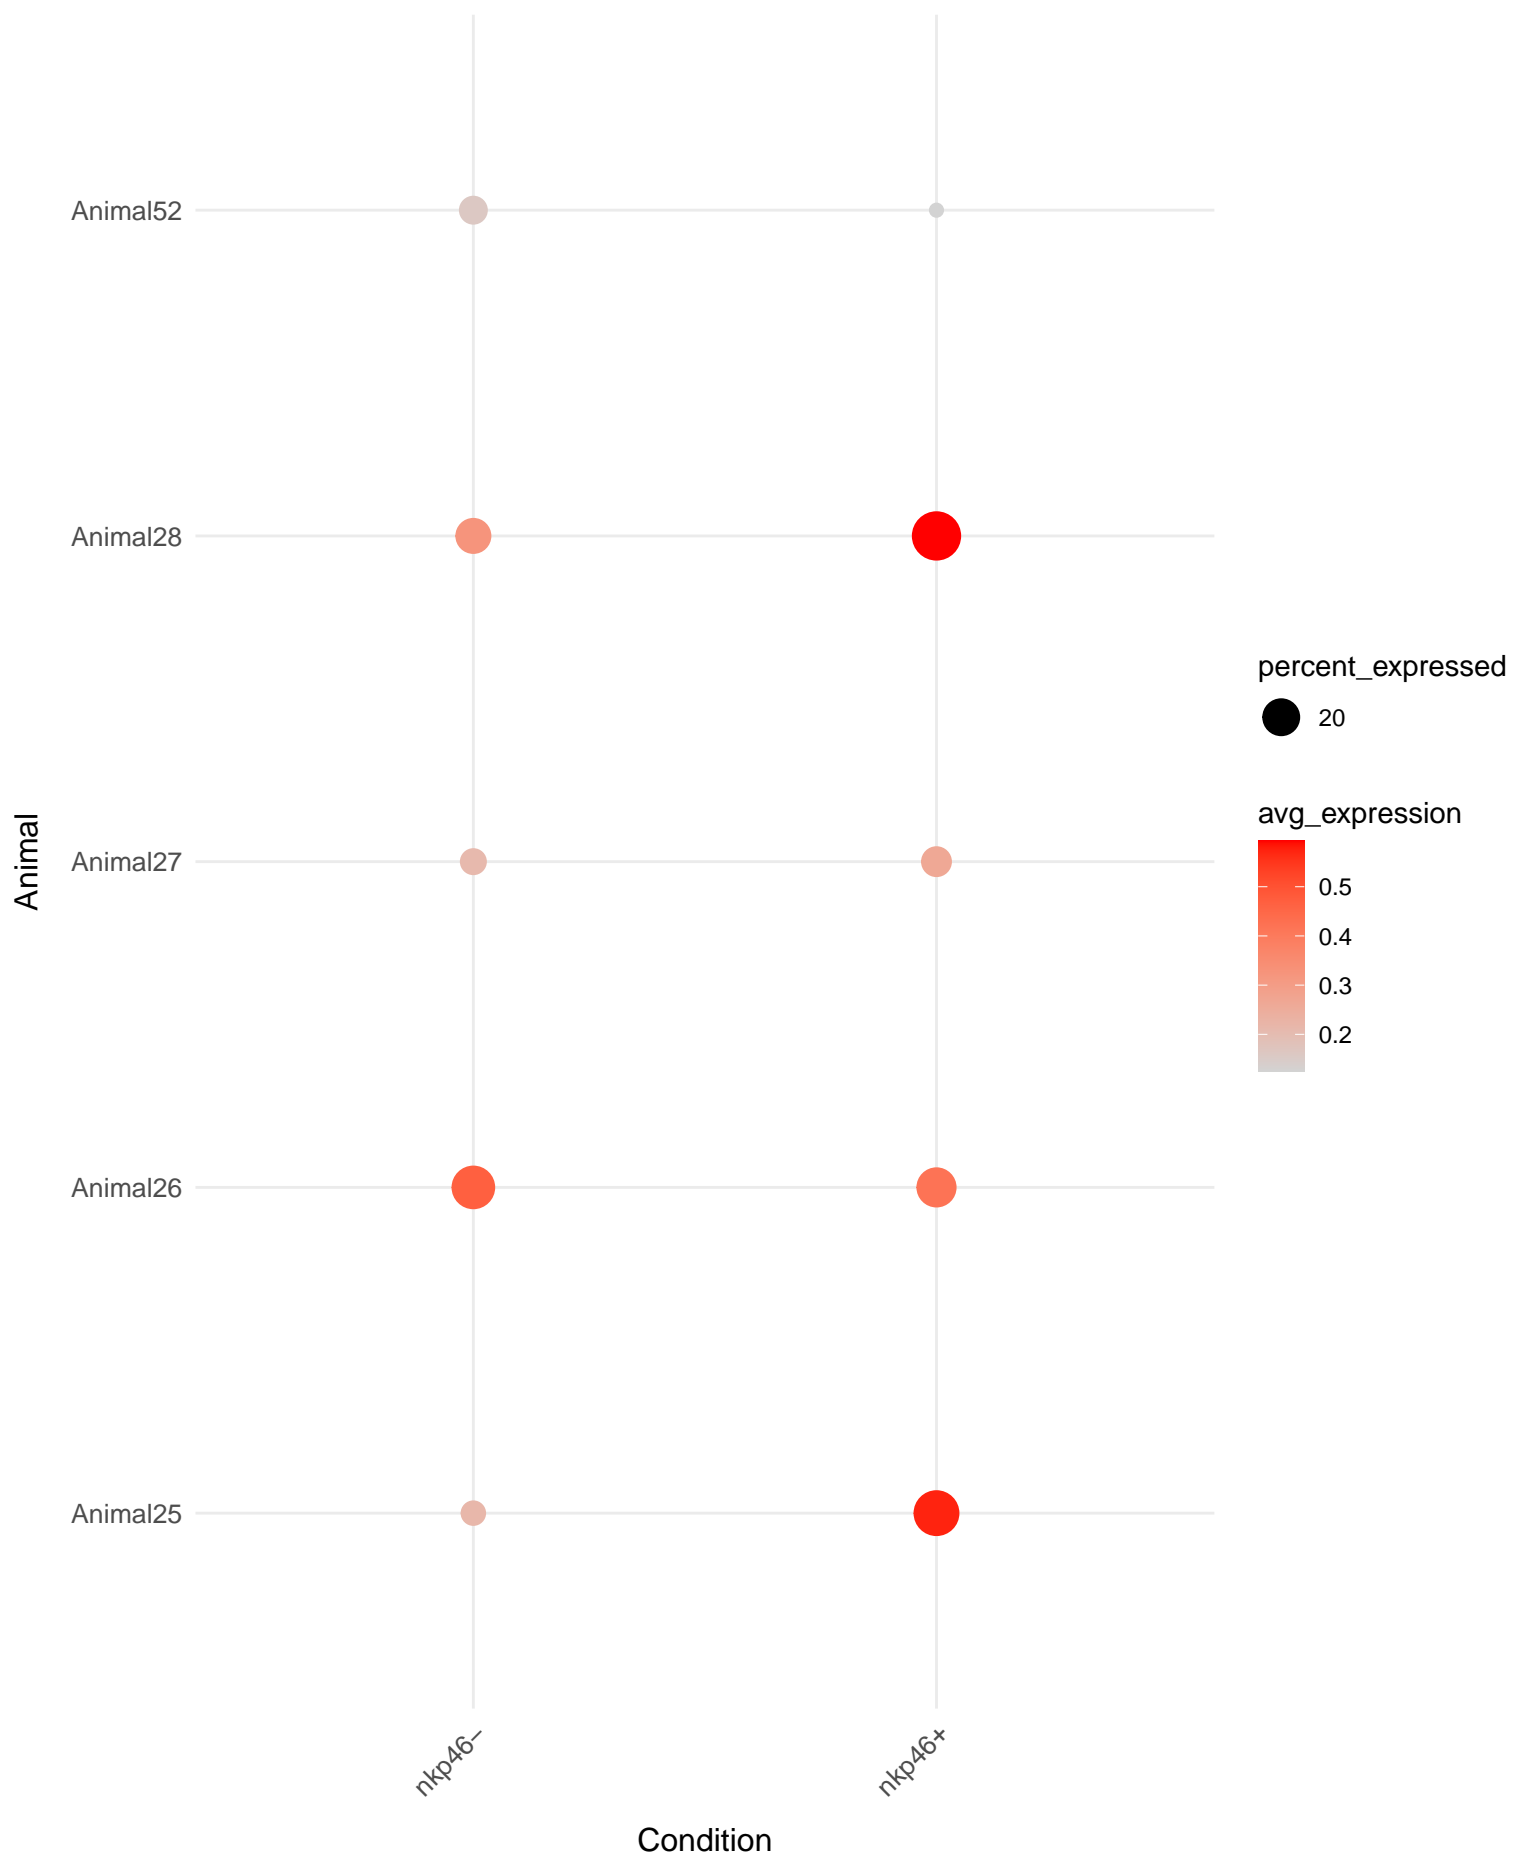 Animal52
Animal28
Animal27
Animal26
Animal25
Animal
nkp46−
nkp46+
Condition
percent_expressed
20
avg_expression
0.5
0.4
0.3
0.2